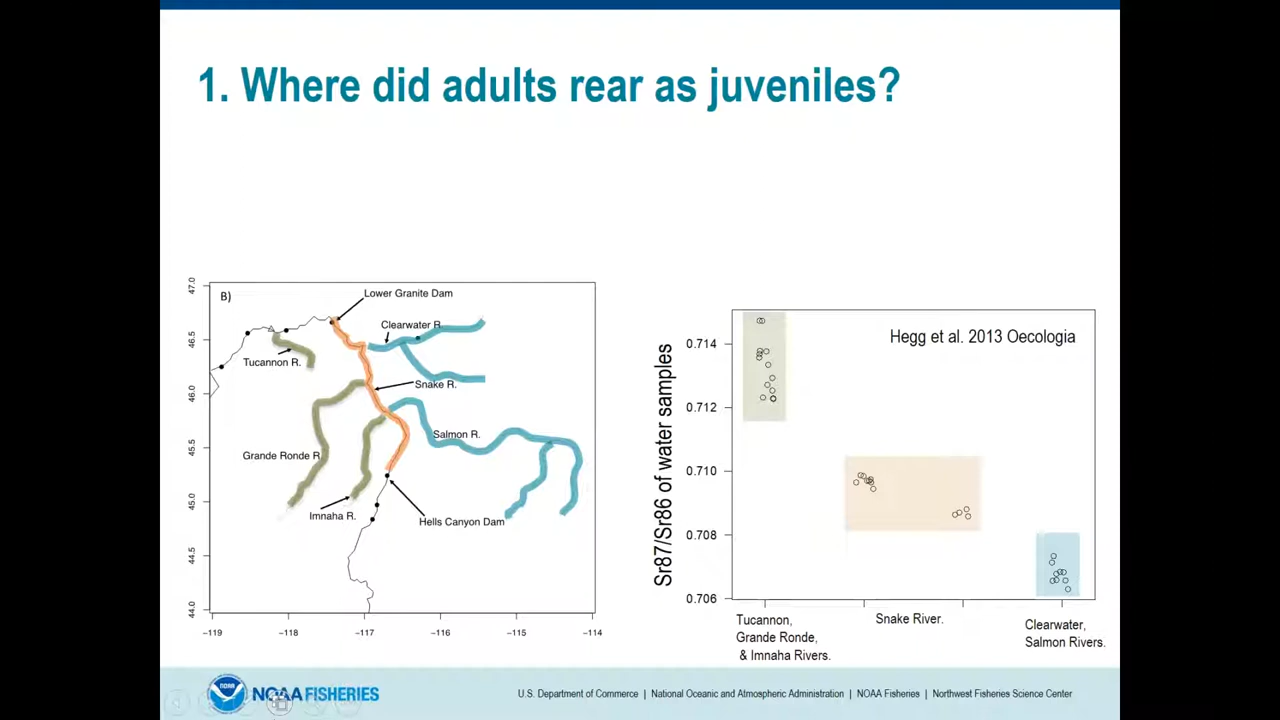 1. Where did adults rear as juveniles?
B)
Lower Granite Dam
Clearwater R.
Tucannon R.
Snake R.
Salmon R.
Grande Ronde R
Imnaha R.
Hells Canyon Dam
47.0
46.5
46.0
45.5
45.0
44.5
44.0
−119
−118
−117
−116
−115
−114
Hegg et al. 2013 Oecologia
Sr87/Sr86 of water samples
0.714
0.712
0.710
0.708
0.706
Tucannon,
Grande Ronde,
& Imnaha Rivers.
Snake River.
Clearwater,
Salmon Rivers.
NOAA
NOAA FISHERIES
U.S. Department of Commerce | National Oceanic and Atmospheric Administration | NOAA Fisheries | Northwest Fisheries Science Center